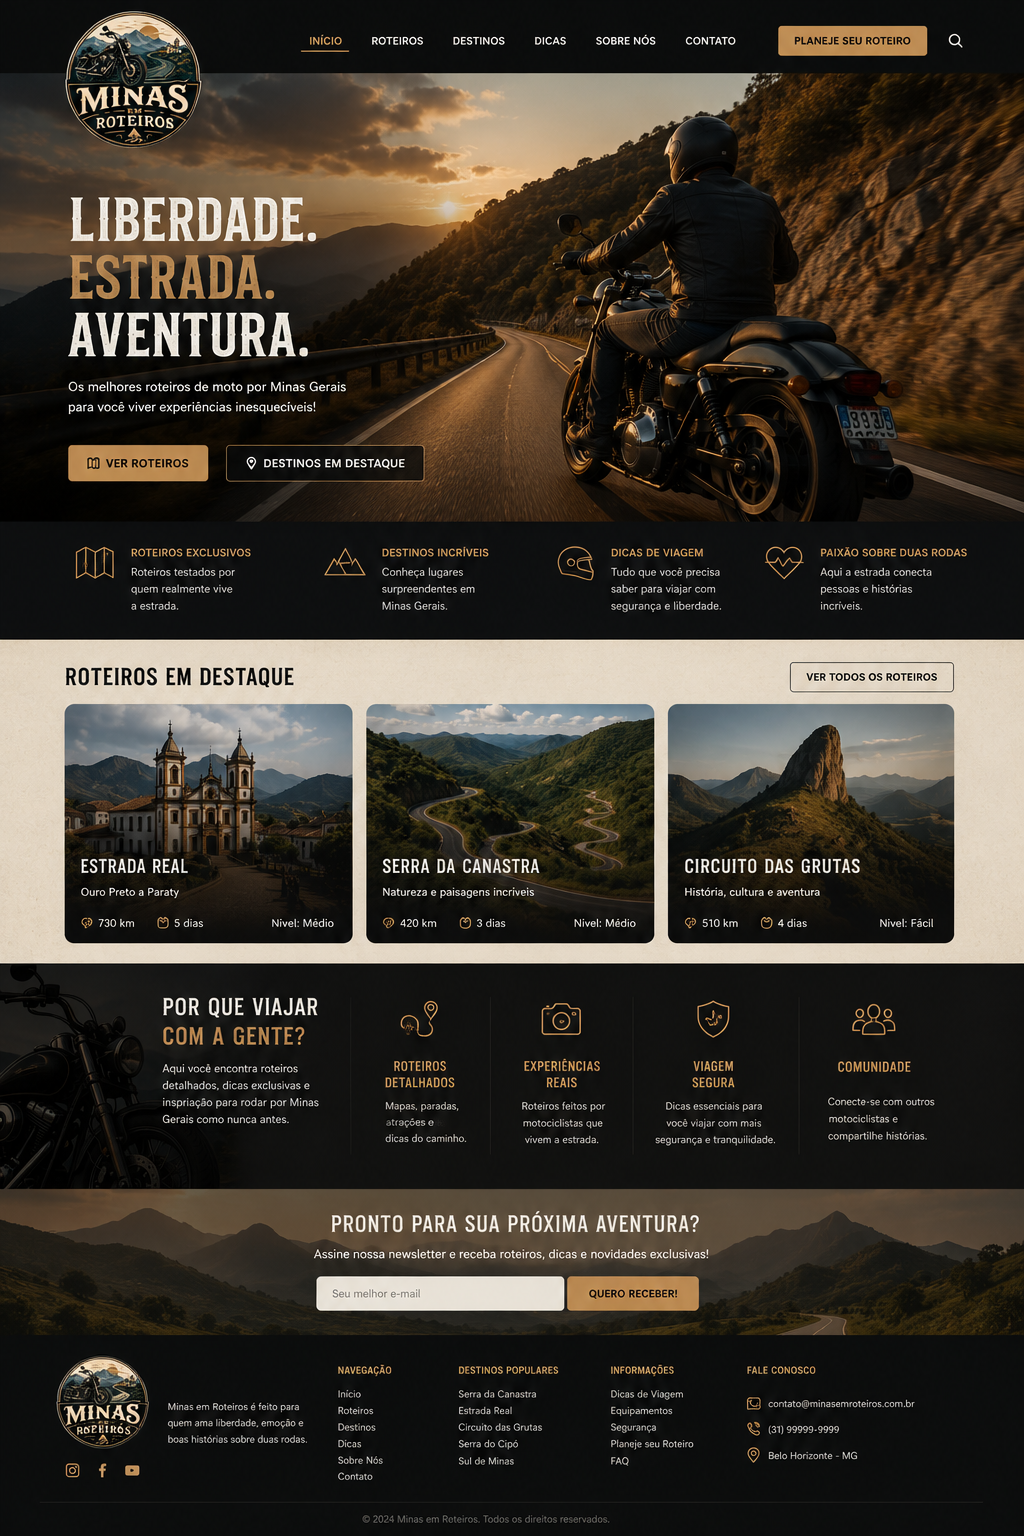 MINAS
EM
ROTEIROS
INÍCIO
ROTEIROS
DESTINOS
DICAS
SOBRE NÓS
CONTATO
PLANEJE SEU ROTEIRO
LIBERDADE.
ESTRADA.
AVENTURA.
Os melhores roteiros de moto por Minas Gerais
para você viver experiências inesquecíveis!
VER ROTEIROS
DESTINOS EM DESTAQUE
ROTEIROS EXCLUSIVOS
Roteiros testados por
quem realmente vive
a estrada.
DESTINOS INCRÍVEIS
Conheça lugares
surpreendentes em
Minas Gerais.
DICAS DE VIAGEM
Tudo que você precisa
saber para viajar com
segurança e liberdade.
PAIXÃO SOBRE DUAS RODAS
Aqui a estrada conecta
pessoas e histórias
incríveis.
ROTEIROS EM DESTAQUE
VER TODOS OS ROTEIROS
ESTRADA REAL
Ouro Preto a Paraty
730 km
5 dias
Nivel: Médio
SERRA DA CANASTRA
Natureza e paisagens incríveis
420 km
3 dias
Nivel: Médio
CIRCUITO DAS GRUTAS
História, cultura e aventura
510 km
4 dias
Nivel: Fácil
POR QUE VIAJAR
COM A GENTE?
Aqui você encontra roteiros
detalhados, dicas exclusivas e
inspriação para rodar por Minas
Gerais como nunca antes.
ROTEIROS
DETALHADOS
Mapas, paradas,
atrações e
dicas do caminho.
EXPERIÊNCIAS
REAIS
Roteiros feitos por
motociclistas que
vivem a estrada.
VIAGEM
SEGURA
Dicas essenciais para
você viajar com mais
segurança e tranquilidade.
COMUNIDADE
Conecte-se com outros
motociclistas e
compartilhe histórias.
PRONTO PARA SUA PRÓXIMA AVENTURA?
Assine nossa newsletter e receba roteiros, dicas e novidades exclusivas!
Seu melhor e-mail
QUERO RECEBER!
MINAS
EM
ROTEIROS
Minas em Roteiros é feito para
quem ama liberdade, emoção e
boas histórias sobre duas rodas.
NAVEGAÇÃO
Início
Roteiros
Destinos
Dicas
Sobre Nós
Contato
DESTINOS POPULARES
Serra da Canastra
Estrada Real
Circuito das Grutas
Serra do Cipó
Sul de Minas
INFORMAÇÕES
Dicas de Viagem
Equipamentos
Segurança
Planeje seu Roteiro
FAQ
FALE CONOSCO
contato@minasemroteiros.com.br
(31) 99999-9999
Belo Horizonte - MG
© 2024 Minas em Roteiros. Todos os direitos reservados.